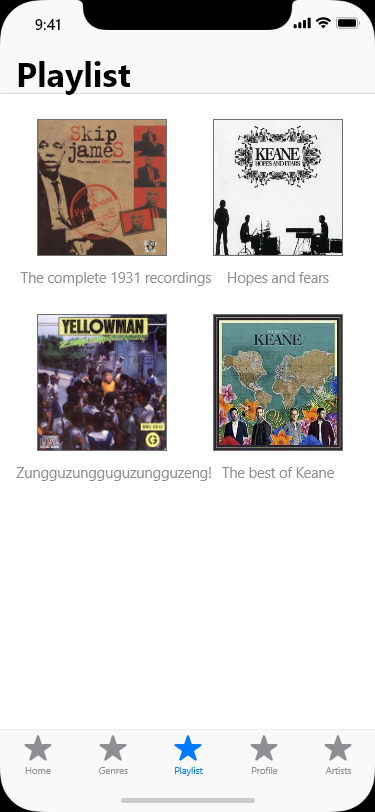 9:41
Playlist
Skip
jameS
The complete 1931 recordings
KEANE
HOPES AND FEARS
The complete 1931 recordings
Hopes and fears
YELLOWMAN
THE BEST OF
KEANE
Zungguzungguguzungguzeng!
The best of Keane
Home
Genres
Playlist
Profile
Artists